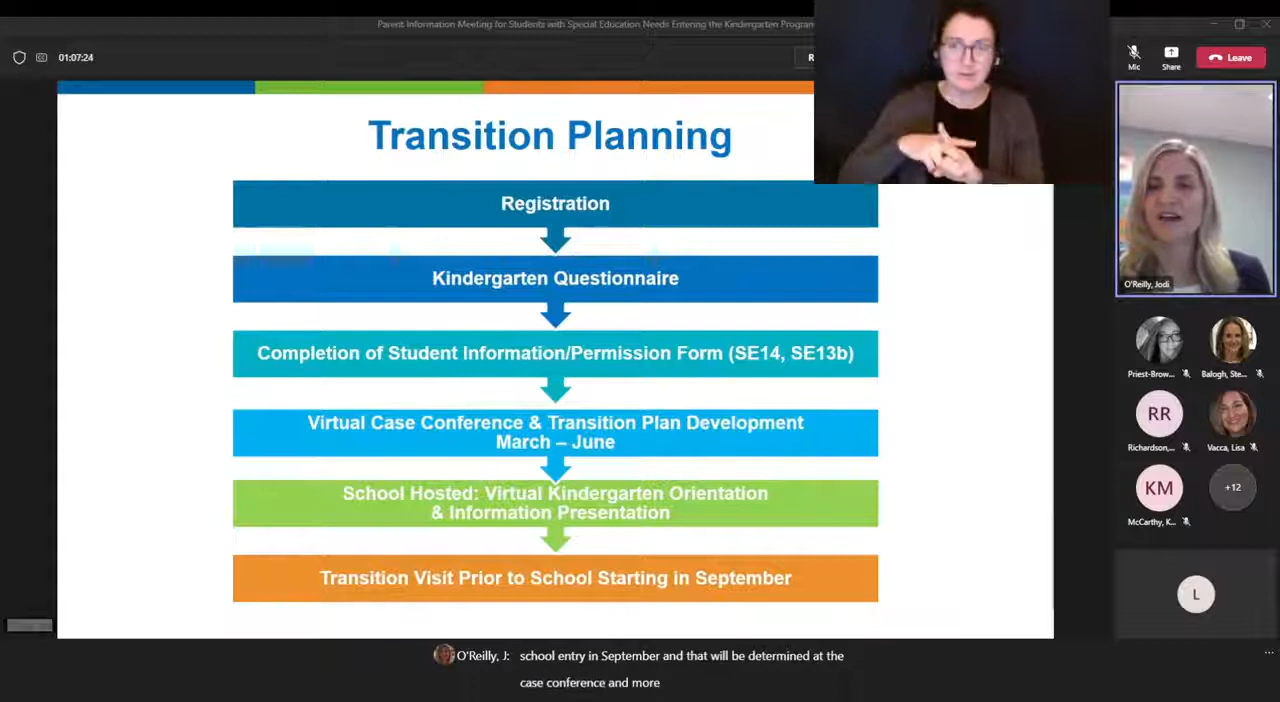 Parent Information Meeting for Students with Special Education Needs Entering the Kindergarten Program
01:07:24
Mic
Share
Leave
Transition Planning
Registration
Kindergarten Questionnaire
Completion of Student Information/Permission Form (SE14, SE13b)
Virtual Case Conference & Transition Plan Development
March – June
School Hosted: Virtual Kindergarten Orientation
& Information Presentation
Transition Visit Prior to School Starting in September
O'Reilly, Jodi
Priest-Brow...
Balogh, Ste...
RR
Richardson,...
Vacca, Lisa
KM
McCarthy, K...
+12
L
O'Reilly, J: school entry in September and that will be determined at the
case conference and more